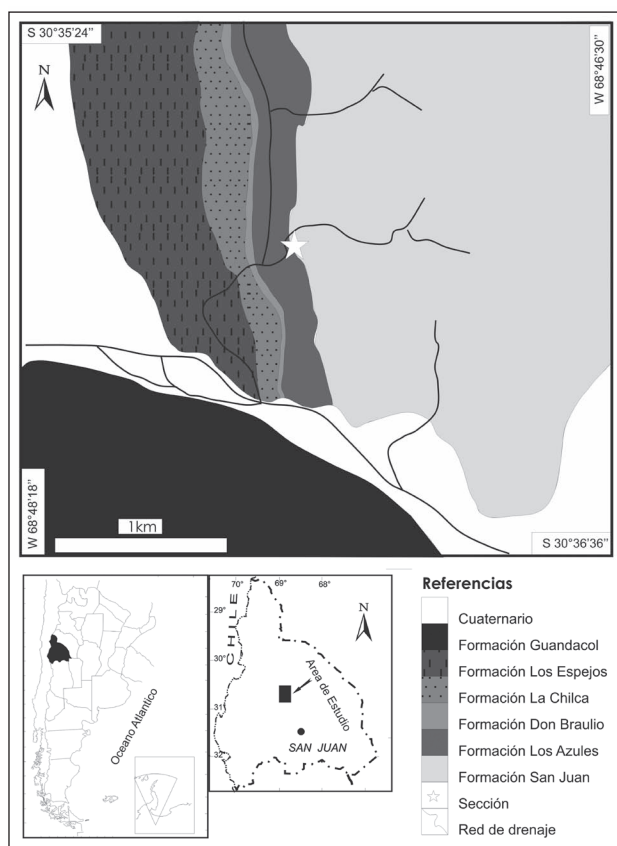 S 30°35'24"
W 68°46'30"
N
1km
W 68°48'18"
S 30°36'36"
Oceano Atlantico
70°
69°
68°
29°
30°
31°
32°
CHILE
N
Area de Estudio
SAN JUAN
Referencias
Cuaternario
Formación Guandacol
Formación Los Espejos
Formación La Chilca
Formación Don Braulio
Formación Los Azules
Formación San Juan
Sección
Red de drenaje